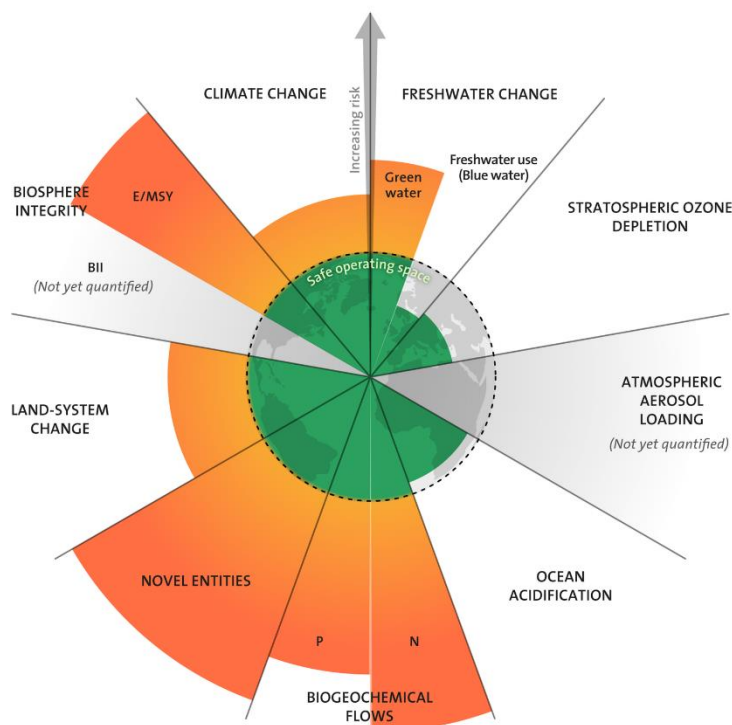 Increasing risk
CLIMATE CHANGE
FRESHWATER CHANGE
Green
water
Freshwater use
(Blue water)
BIOSPHERE
INTEGRITY
E/MSY
STRATOSPHERIC OZONE
DEPLETION
BII
(Not yet quantified)
Safe operating space
LAND-SYSTEM
CHANGE
ATMOSPHERIC
AEROSOL
LOADING
(Not yet quantified)
NOVEL ENTITIES
OCEAN
ACIDIFICATION
P
N
BIOGEOCHEMICAL
FLOWS